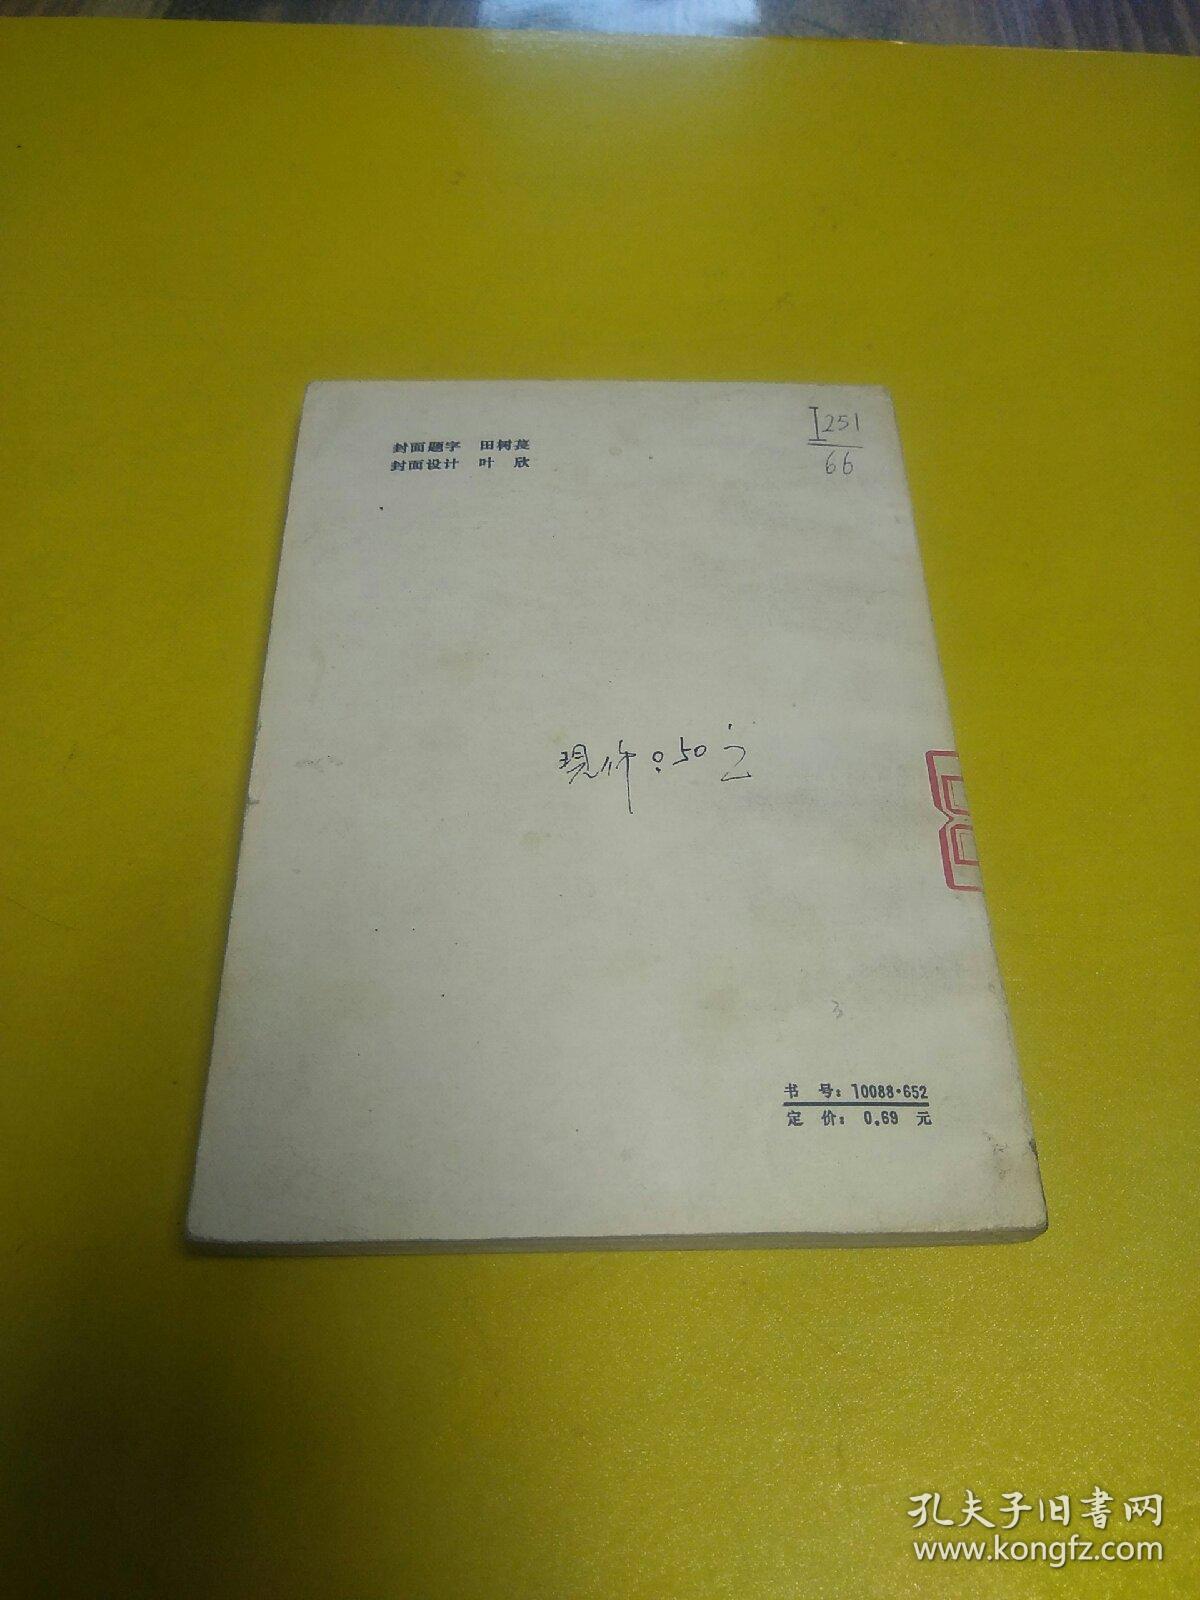 封面题字 田树苌
封面设计 叶欣
I251
66
现价:0.50元
3
书 号:10088·652
定 价:0.69 元
孔夫子旧书网
www.kongfz.com